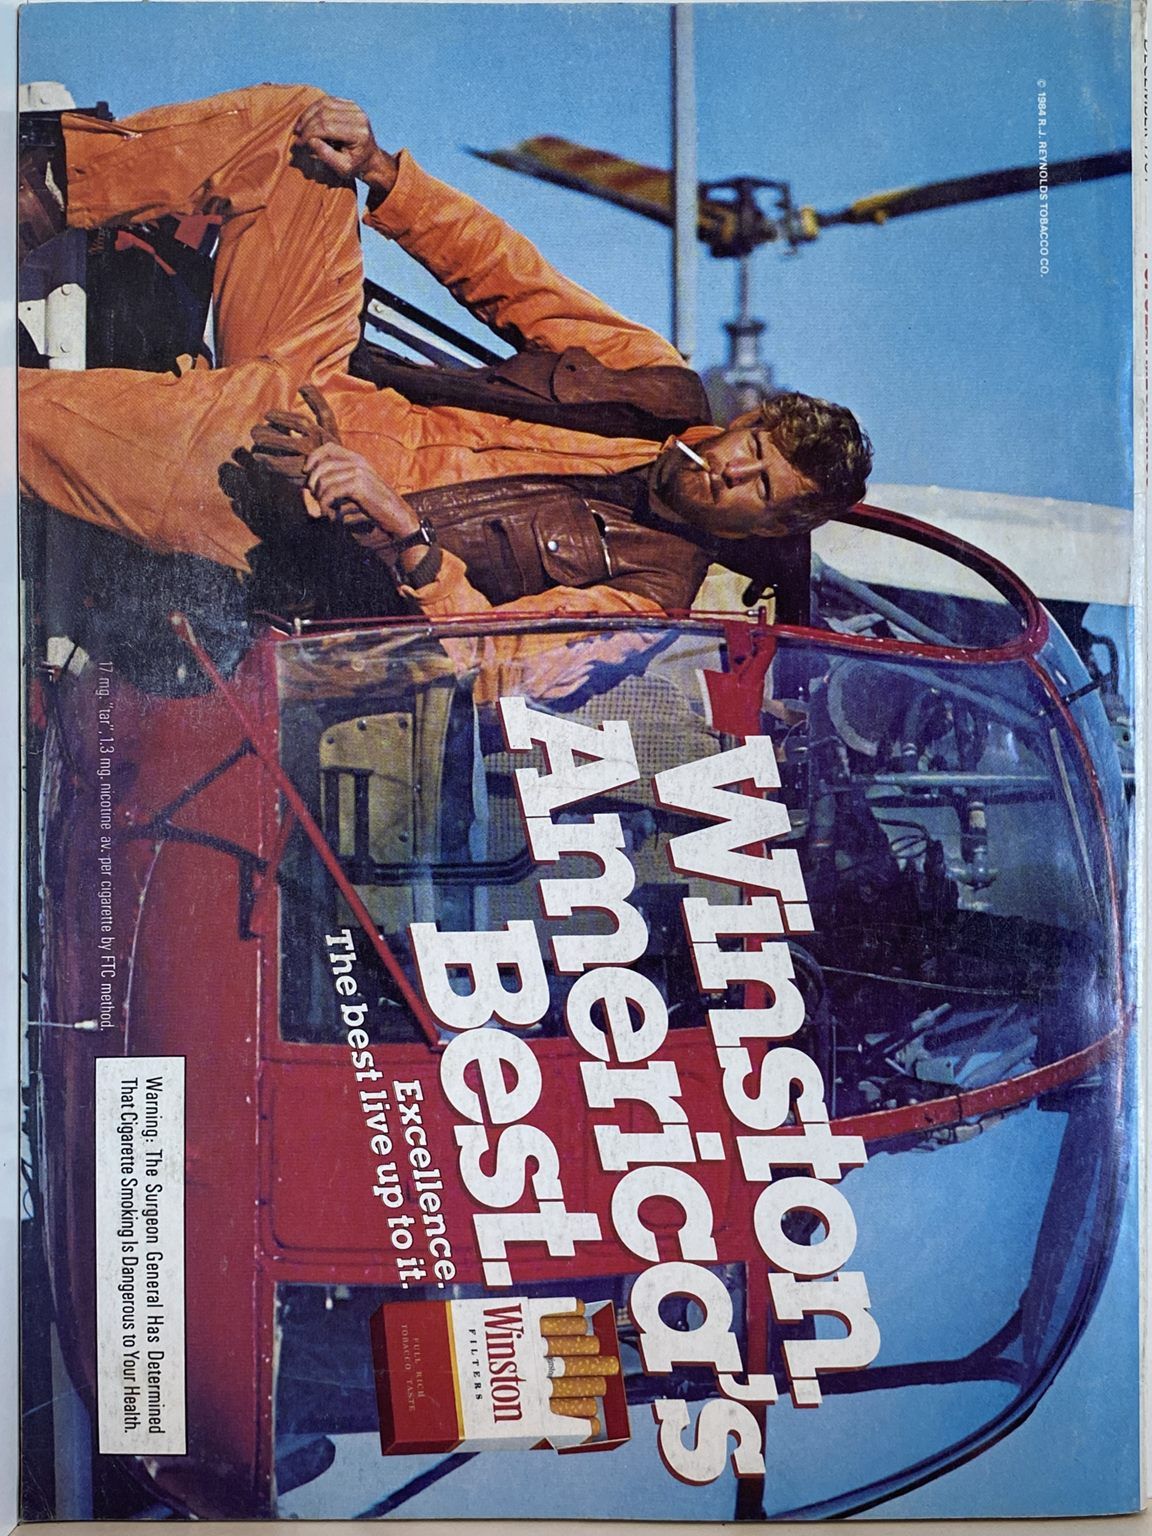 © 1984 R.J. REYNOLDS TOBACCO CO.
Winston.
America's
Best.
Excellence.
The best live up to it.
Winston
FILTERS
FULL RICH
TOBACCO TASTE
17 mg. "tar", 1.3 mg. nicotine av. per cigarette by FTC method.
Warning: The Surgeon General Has Determined
That Cigarette Smoking Is Dangerous to Your Health.